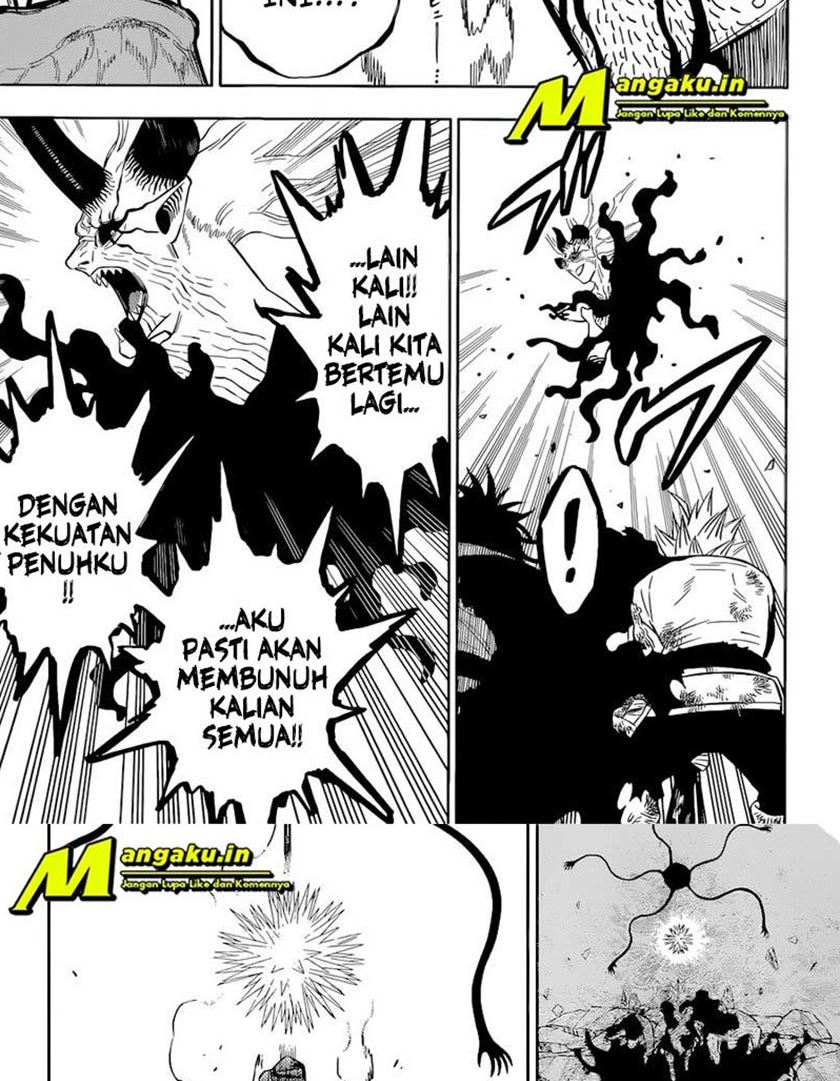 INI...?
Mangaku.in
Jangan Lupa Like dan Komennya
...LAIN
KALI!!
LAIN
KALI KITA
BERTEMU
LAGI...
!
DENGAN
KEKUATAN
PENUHKU
!!
...AKU
PASTI AKAN
MEMBUNUH
KALIAN
SEMUA!!
Mangaku.in
Jangan Lupa Like dan Komennya